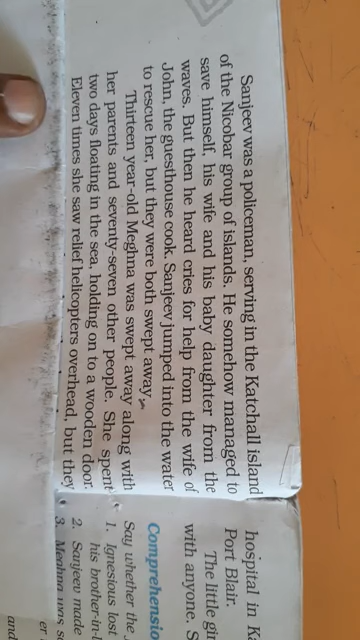 Sanjeev was a policeman, serving in the Katchall island
of the Nicobar group of islands. He somehow managed to
save himself, his wife and his baby daughter from the
waves. But then he heard cries for help from the wife of
John, the guesthouse cook. Sanjeev jumped into the water
to rescue her, but they were both swept away.
Thirteen year-old Meghna was swept away along with
her parents and seventy-seven other people. She spent
two days floating in the sea, holding on to a wooden door.
Eleven times she saw relief helicopters overhead, but they
hospital in
Port Blair.
The little
with anyone.
Say whether the
1. Ignesious lost
his
2. Sanjeev made
3. Meghna was